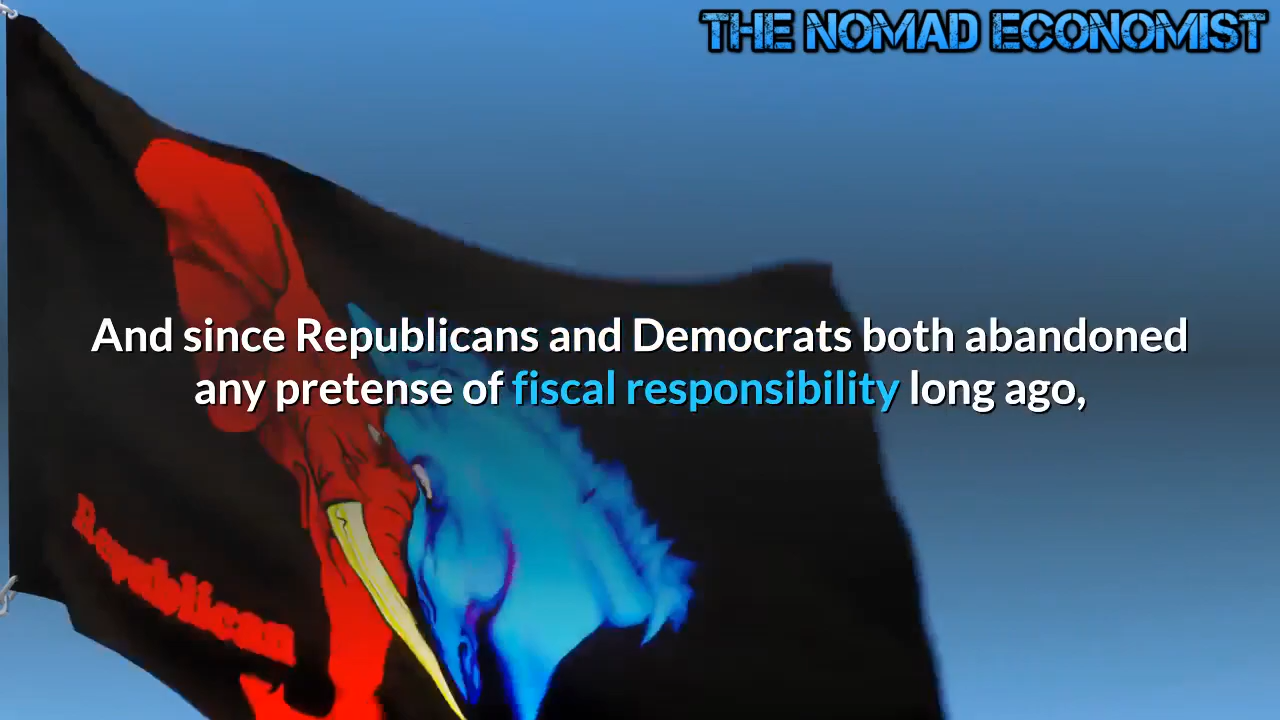 THE NOMAD ECONOMIST
And since Republicans and Democrats both abandoned
any pretense of fiscal responsibility long ago,
Republican